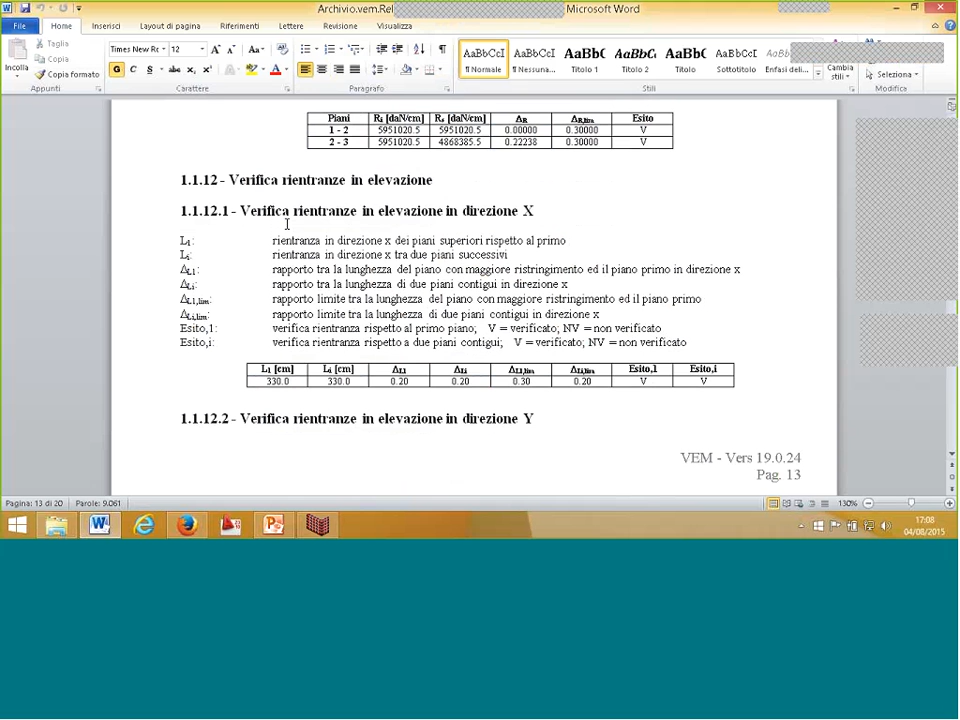 Archivio.vem.Rel
Microsoft Word
File Home Inserisci Layout di pagina Riferimenti Lettere Revisione Visualizza
Incolla
Taglia
Copia
Copia formato
Appunti
Times New Ro 12
G C S abc x₂ x²
Carattere
Paragrafo
AaBbCcI AaBbCcI AaBbC AaBbCc AaBbC AaBbCcI AaBbCcI
¶ Normale ¶ Nessuna... Titolo 1 Titolo 2 Titolo Sottotitolo Enfasi deli...
Cambia stili
Stili
Seleziona
Modifica
Piani Rᵢ [daN/cm] Rₛ [daN/cm] ΔR ΔR,lim Esito
1 - 2 5951020.5 5951020.5 0.00000 0.30000 V
2 - 3 5951020.5 4868385.5 0.22238 0.30000 V
1.1.12 - Verifica rientranze in elevazione
1.1.12.1 - Verifica rientranze in elevazione in direzione X
L1: rientranza in direzione x dei piani superiori rispetto al primo
Li: rientranza in direzione x tra due piani successivi
ΔL1: rapporto tra la lunghezza del piano con maggiore ristringimento ed il piano primo in direzione x
ΔLi: rapporto tra la lunghezza di due piani contigui in direzione x
ΔL1,lim: rapporto limite tra la lunghezza del piano con maggiore ristringimento ed il piano primo
ΔLi,lim: rapporto limite tra la lunghezza di due piani contigui in direzione x
Esito,1: verifica rientranza rispetto al primo piano; V = verificato; NV = non verificato
Esito,i: verifica rientranza rispetto a due piani contigui; V = verificato; NV = non verificato
L1 [cm] Li [cm] ΔL1 ΔLi ΔL1,lim ΔLi,lim Esito,1 Esito,i
330.0 330.0 0.20 0.20 0.30 0.20 V V
1.1.12.2 - Verifica rientranze in elevazione in direzione Y
VEM - Vers 19.0.24
Pag. 13
Pagina: 13 di 20 Parole: 9.061
130%
17:08
04/08/2015